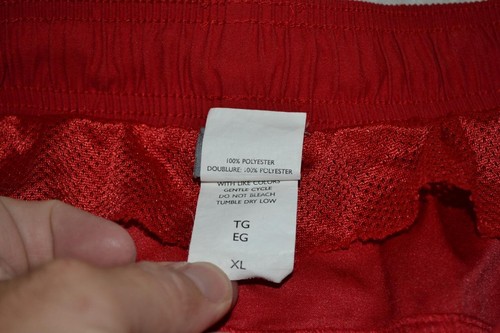 100% POLYESTER
DOUBLURE: 100% POLYESTER
WITH LIKE COLORS
GENTLE CYCLE
DO NOT BLEACH
TUMBLE DRY LOW
TG
EG
XL